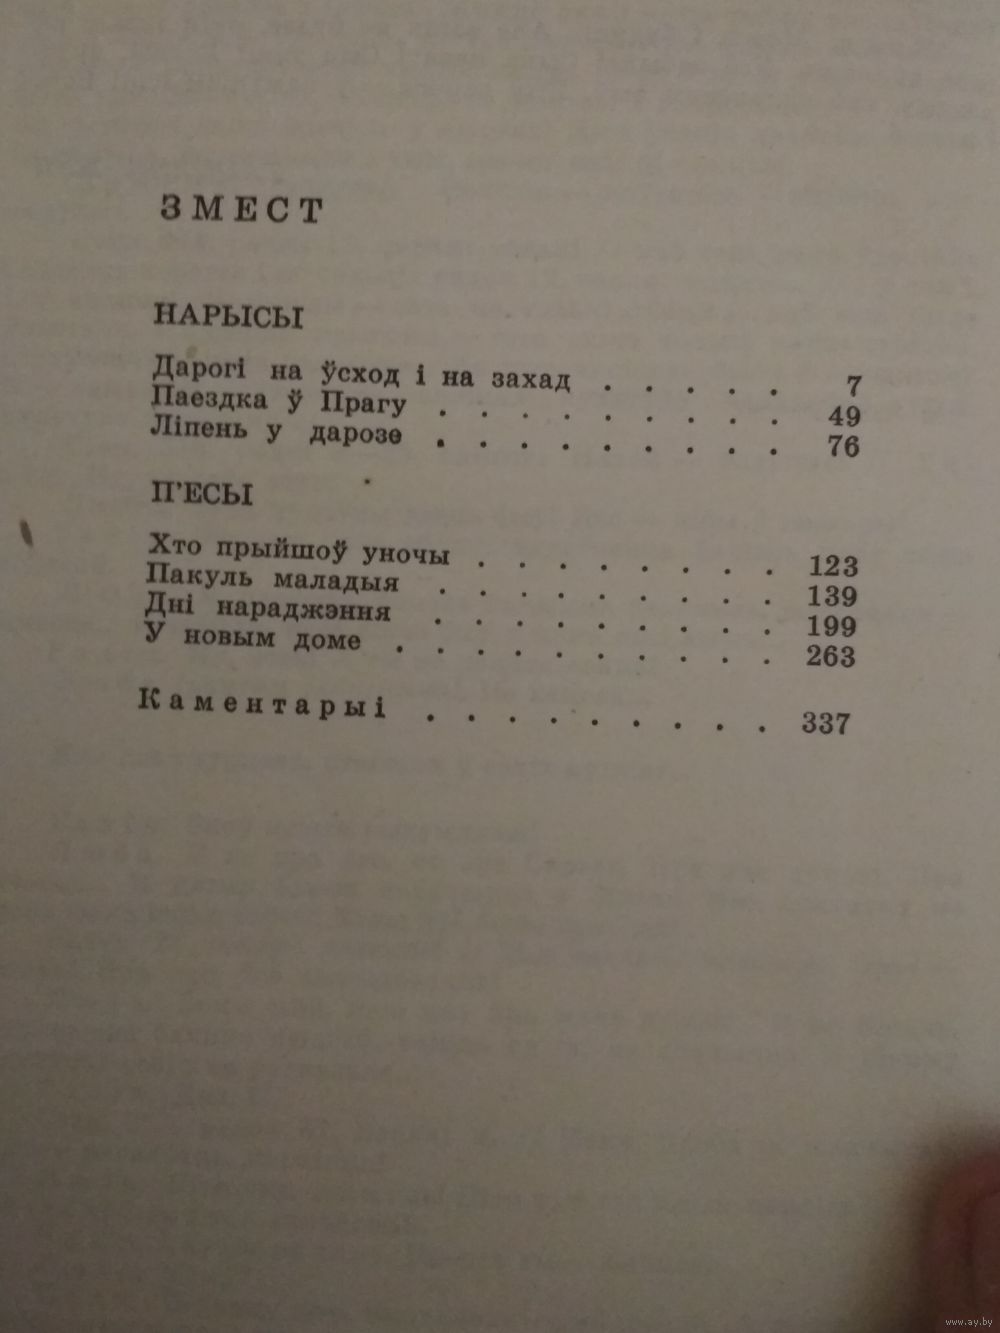 ЗМЕСТ
НАРЫСЫ
Дарогі на ўсход і на захад . . . . . 7
Паездка ў Прагу . . . . . . . . . 49
Ліпень у дарозе . . . . . . . . . 76
П'ЕСЫ
Хто прыйшоў уночы . . . . . . . . 123
Пакуль маладыя . . . . . . . . . 139
Дні нараджэння . . . . . . . . . 199
У новым доме . . . . . . . . . . 263
Каментарыі . . . . . . . . . 337
www.ay.by